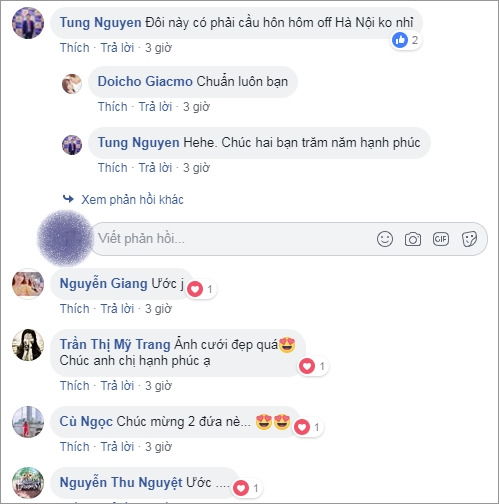 Tung Nguyen Đôi này có phải cầu hôn hôm off Hà Nội ko nhỉ
Thích · Trả lời · 3 giờ
2
Doicho Giacmo Chuẩn luôn bạn
Thích · Trả lời · 3 giờ
Tung Nguyen Hehe. Chúc hai bạn trăm năm hạnh phúc
Thích · Trả lời · 3 giờ
Xem phản hồi khác
Viết phản hồi...
GIF
Nguyễn Giang Ước j
1
Thích · Trả lời · 3 giờ
Trần Thị Mỹ Trang Ảnh cưới đẹp quá😍
Chúc anh chị hạnh phúc ạ
1
Thích · Trả lời · 3 giờ
Cù Ngọc Chúc mừng 2 đứa nè... 😍😍
1
Thích · Trả lời · 3 giờ
Nguyễn Thu Nguyệt Ước ....
1
Thích · Trả lời · 3 giờ